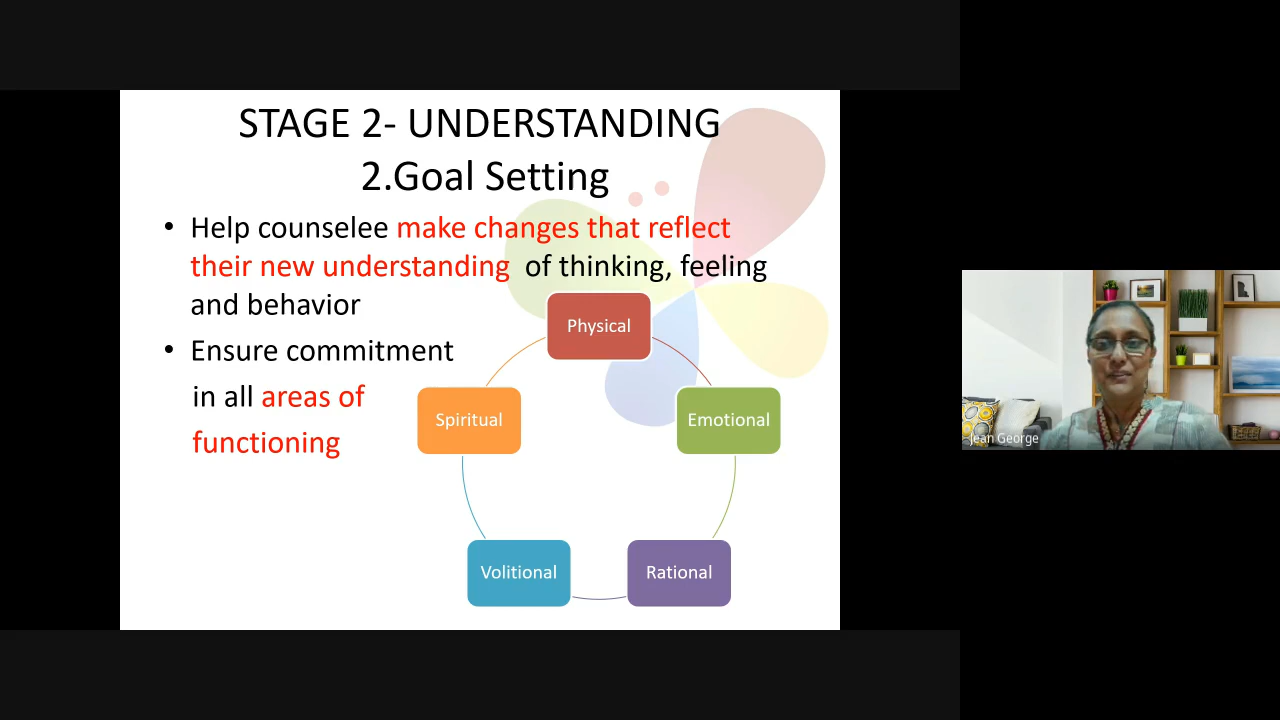 STAGE 2- UNDERSTANDING
2.Goal Setting
• Help counselee make changes that reflect
their new understanding of thinking, feeling
and behavior
• Ensure commitment
in all areas of
functioning
Physical
Emotional
Rational
Volitional
Spiritual
Jean George